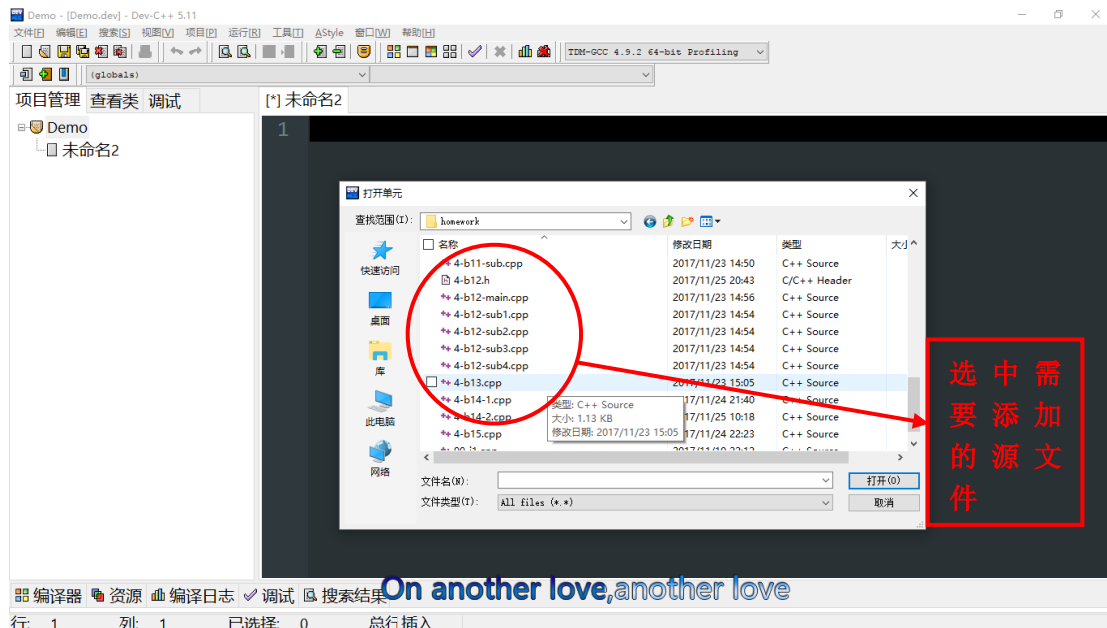 Demo - [Demo.dev] - Dev-C++ 5.11
文件[F] 编辑[E] 搜索[S] 视图[V] 项目[P] 运行[R] 工具[T] AStyle 窗口[W] 帮助[H]
TDM-GCC 4.9.2 64-bit Profiling
(globals)
项目管理 查看类 调试 [*] 未命名2
Demo
未命名2
1
打开单元
查找范围(I): homework
名称 修改日期 类型
4-b11-sub.cpp 2017/11/23 14:50 C++ Source
4-b12.h 2017/11/25 20:43 C/C++ Header
4-b12-main.cpp 2017/11/23 14:56 C++ Source
4-b12-sub1.cpp 2017/11/23 14:54 C++ Source
4-b12-sub2.cpp 2017/11/23 14:54 C++ Source
4-b12-sub3.cpp 2017/11/23 14:54 C++ Source
4-b12-sub4.cpp 2017/11/23 14:54 C++ Source
4-b13.cpp 2017/11/23 15:05 C++ Source
4-b14-1.cpp 2017/11/24 21:40 C++ Source
4-b14-2.cpp 2017/11/25 10:18 C++ Source
4-b15.cpp 2017/11/24 22:23 C++ Source
快速访问
桌面
库
此电脑
网络
类型: C++ Source
大小: 1.13 KB
修改日期: 2017/11/23 15:05
文件名(N): 打开(O)
文件类型(T): All files (*.*) 取消
选中需
要添加
的源文
件
编译器 资源 编译日志 调试 搜索结果
On another love,another love
行: 1 列: 1 已选择: 0 总行 插入